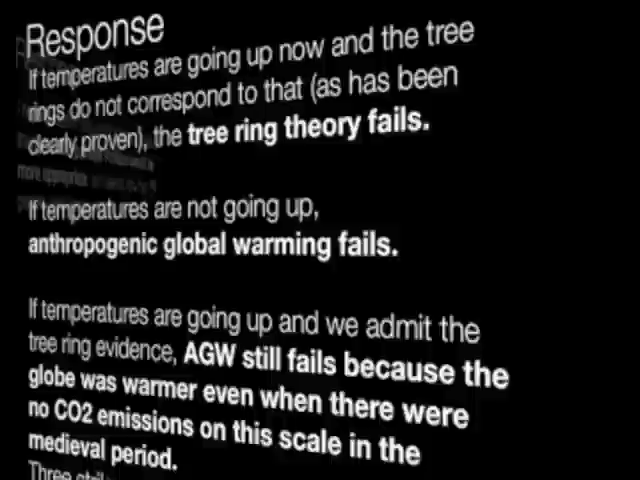 Response
If temperatures are going up now and the tree
rings do not correspond to that (as has been
clearly proven), the tree ring theory fails.
If temperatures are not going up,
anthropogenic global warming fails.
If temperatures are going up and we admit the
tree ring evidence, AGW still fails because the
globe was warmer even when there were
no CO2 emissions on this scale in the
medieval period.
Three